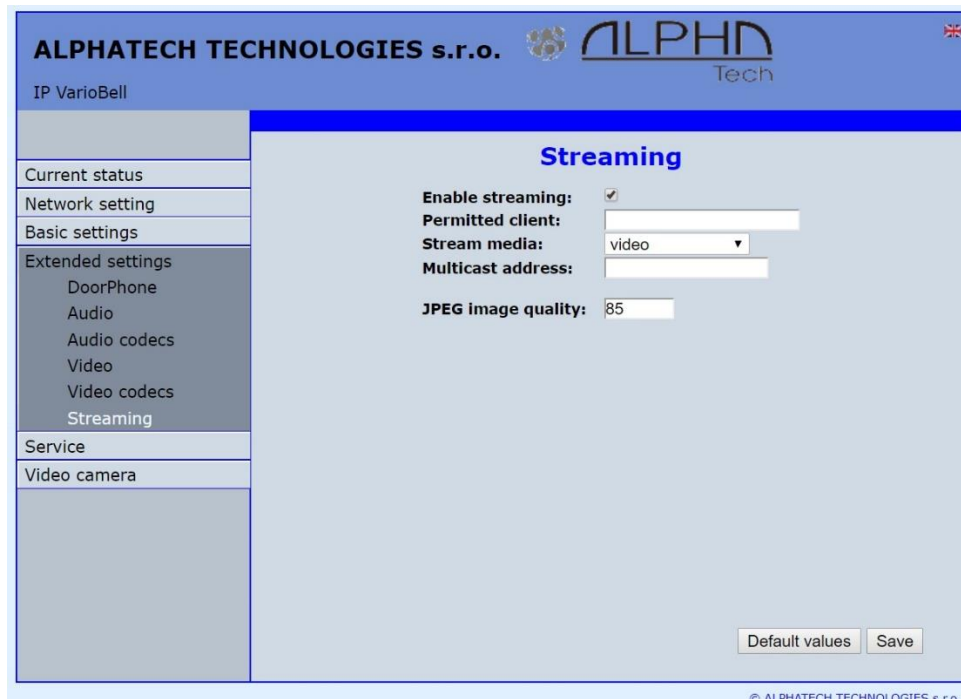 ALPHATECH TECHNOLOGIES s.r.o.
ALPHA
Tech
IP VarioBell
Streaming
Current status
Network setting
Basic settings
Extended settings
DoorPhone
Audio
Audio codecs
Video
Video codecs
Streaming
Service
Video camera
Enable streaming:
Permitted client:
Stream media: video
Multicast address:
JPEG image quality: 85
Default values Save
© ALPHATECH TECHNOLOGIES s.r.o.